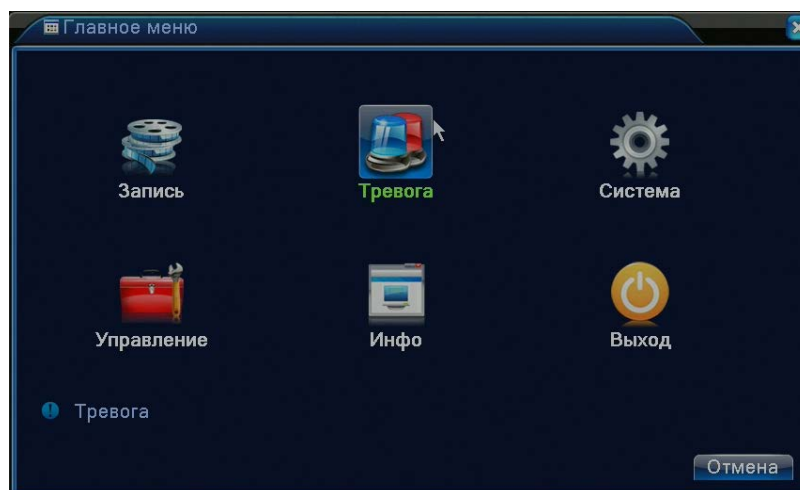 Главное меню
Запись
Тревога
Система
Управление
Инфо
Выход
Тревога
Отмена